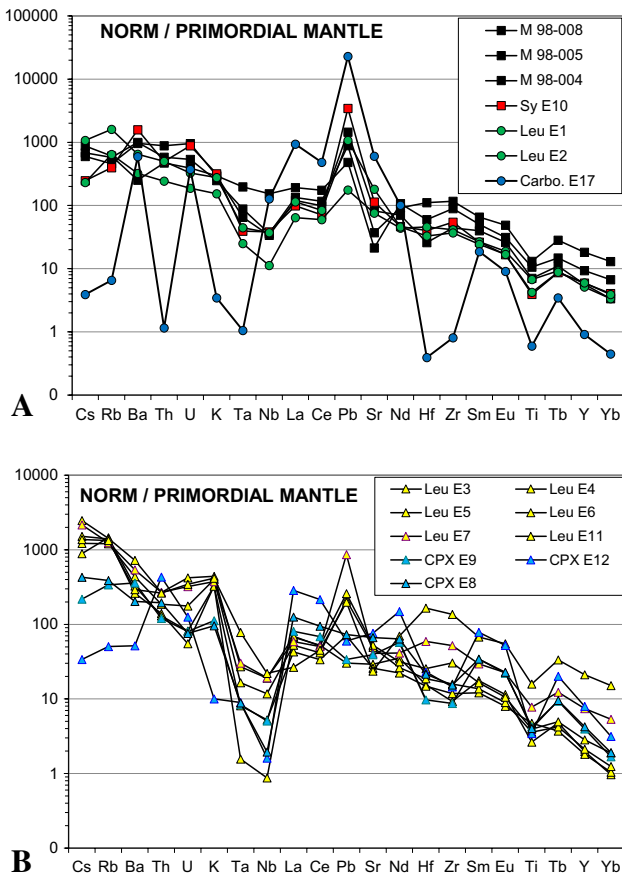 NORM / PRIMORDIAL MANTLE
100000
10000
1000
100
10
1
0
M 98-008
M 98-005
M 98-004
Sy E10
Leu E1
Leu E2
Carbo. E17
Cs Rb Ba Th U K Ta Nb La Ce Pb Sr Nd Hf Zr Sm Eu Ti Tb Y Yb
A
NORM / PRIMORDIAL MANTLE
10000
1000
100
10
1
0
Leu E3 Leu E4
Leu E5 Leu E6
Leu E7 Leu E11
CPX E9 CPX E12
CPX E8
Cs Rb Ba Th U K Ta Nb La Ce Pb Sr Nd Hf Zr Sm Eu Ti Tb Y Yb
B